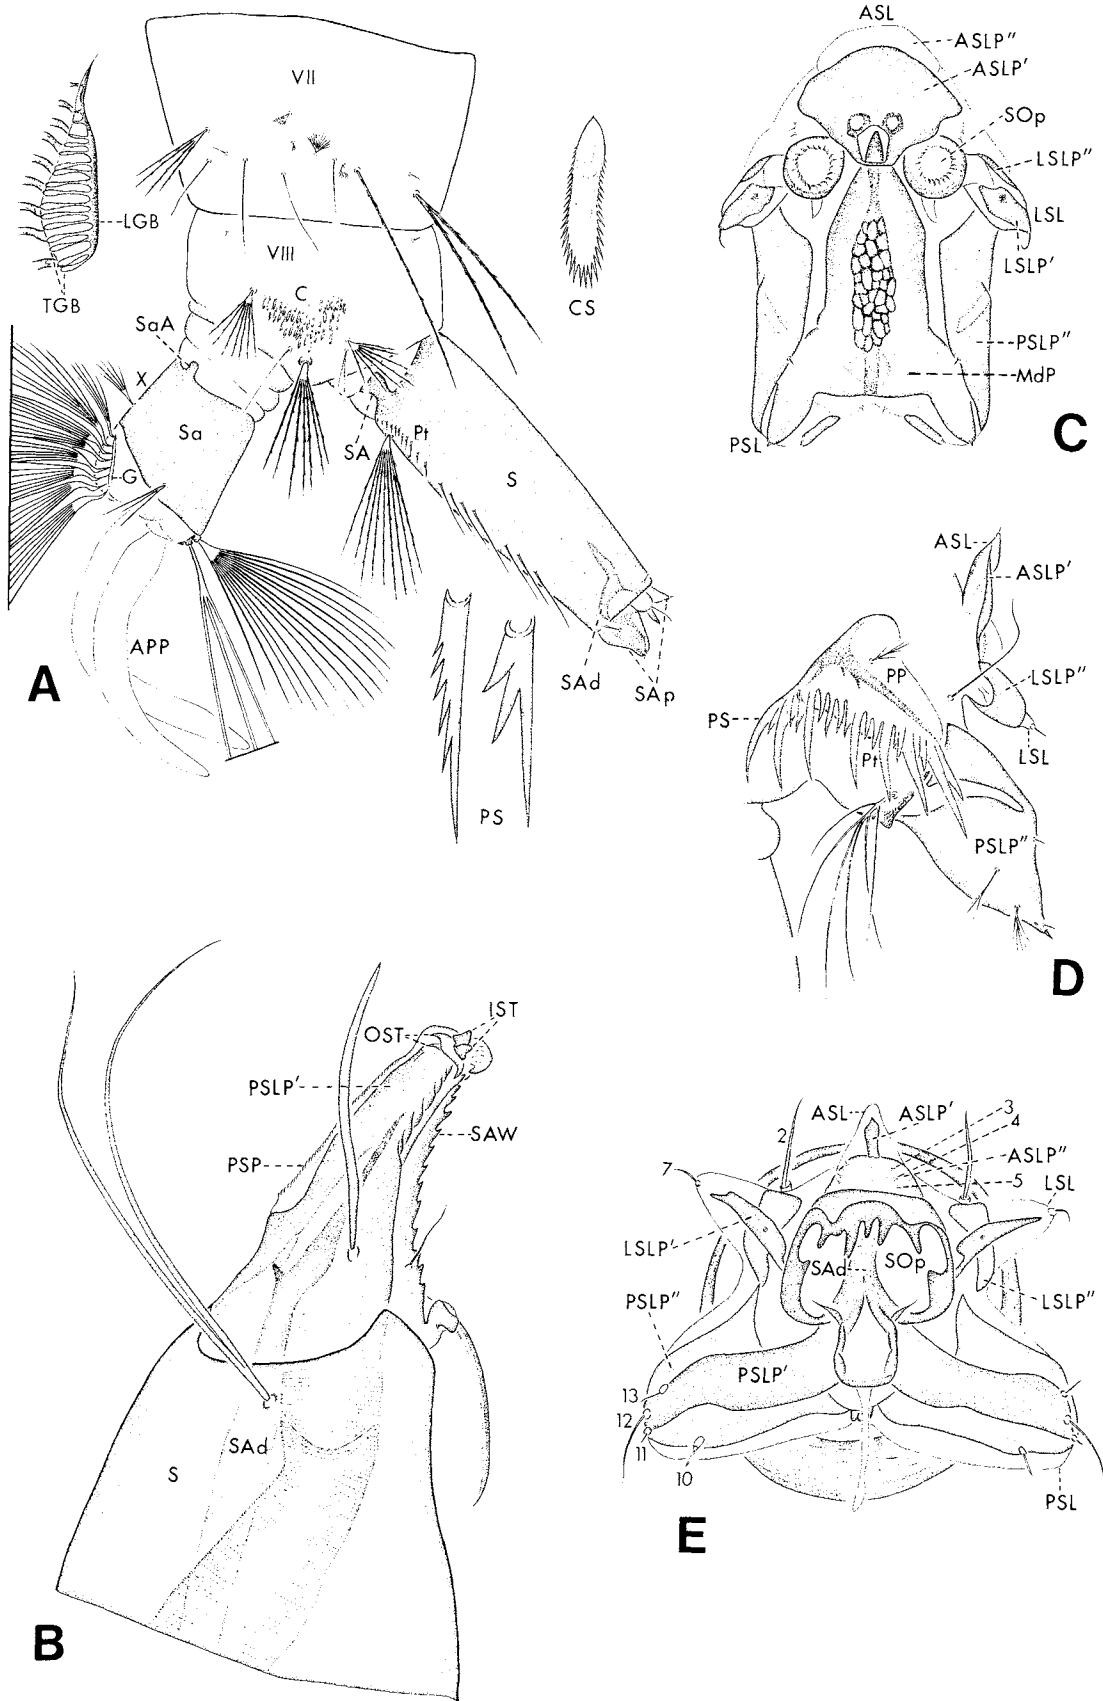 VII
LGB
TGB
VIII
C
CS
SaA
X
Sa
G
SA
Pt
S
APP
SAd
SAp
PS
A
ASL
ASLP″
ASLP′
SOp
LSLP″
LSL
LSLP′
PSLP″
MdP
PSL
C
ASL
ASLP′
PP
LSLP″
PS
LSL
Pt
PSLP″
D
IST
OST
PSLP′
SAW
PSP
SAd
S
B
ASL
ASLP′
3
4
2
ASLP″
5
7
LSL
LSLP′
SAd
SOp
LSLP″
PSLP″
PSLP′
13
12
11
10
PSL
E